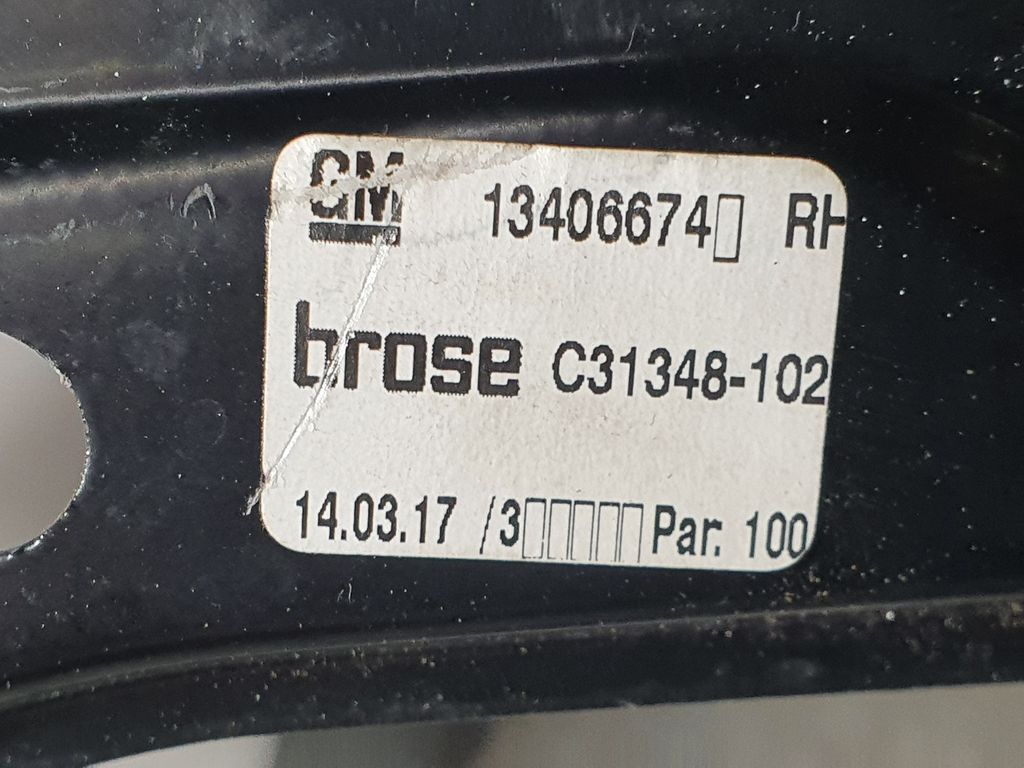 GM 13406674▯ RH
brose C31348-102
14.03.17 /3▯▯▯▯▯Par. 100